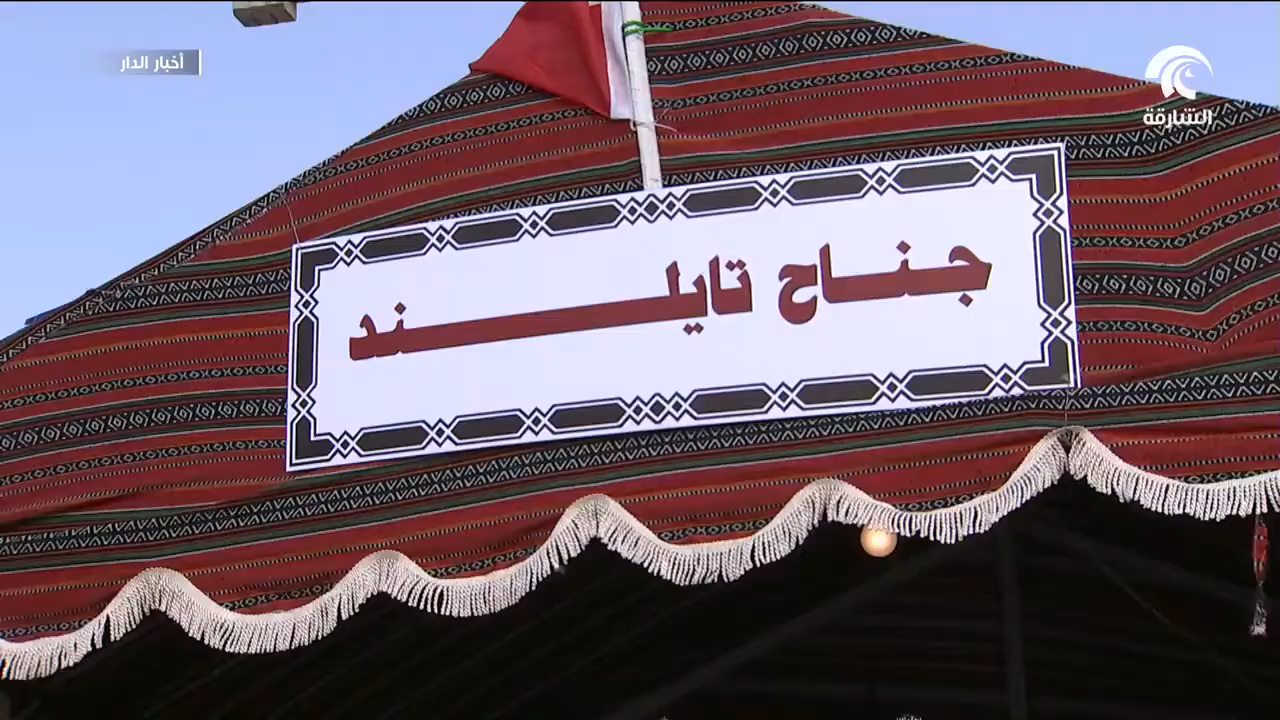 أخبار الدار
الشارقة
جناح تايلند